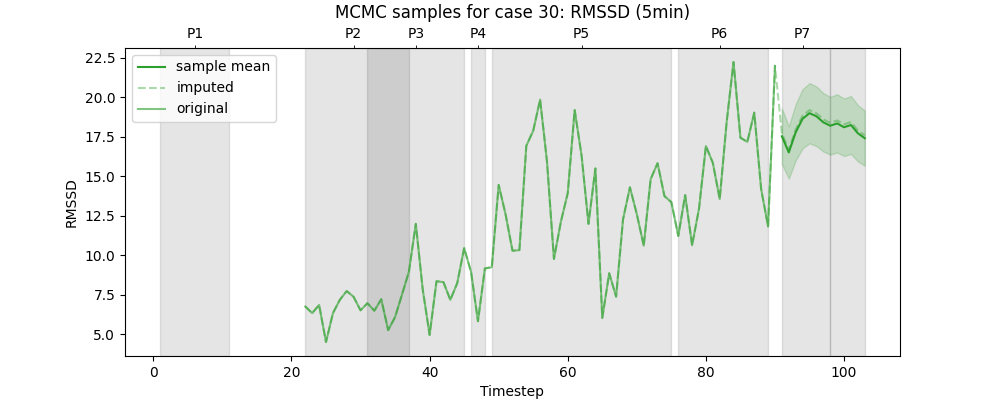 MCMC samples for case 30: RMSSD (5min)
P1 P2 P3 P4 P5 P6 P7
sample mean
imputed
original
22.5
20.0
17.5
15.0
12.5
10.0
7.5
5.0
RMSSD
0 20 40 60 80 100
Timestep